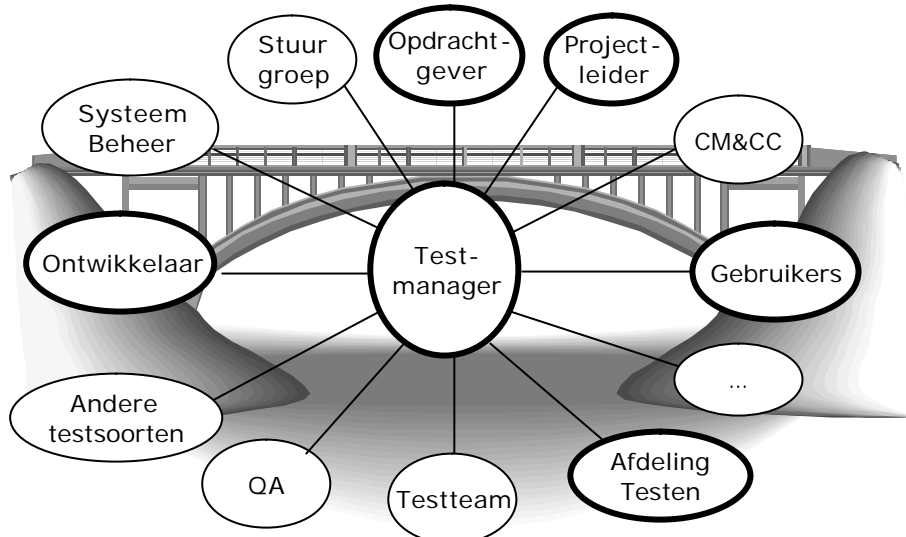 Stuur
groep
Opdracht-
gever
Project-
leider
Systeem
Beheer
CM&CC
Ontwikkelaar
Test-
manager
Gebruikers
...
Andere
testsoorten
QA
Testteam
Afdeling
Testen